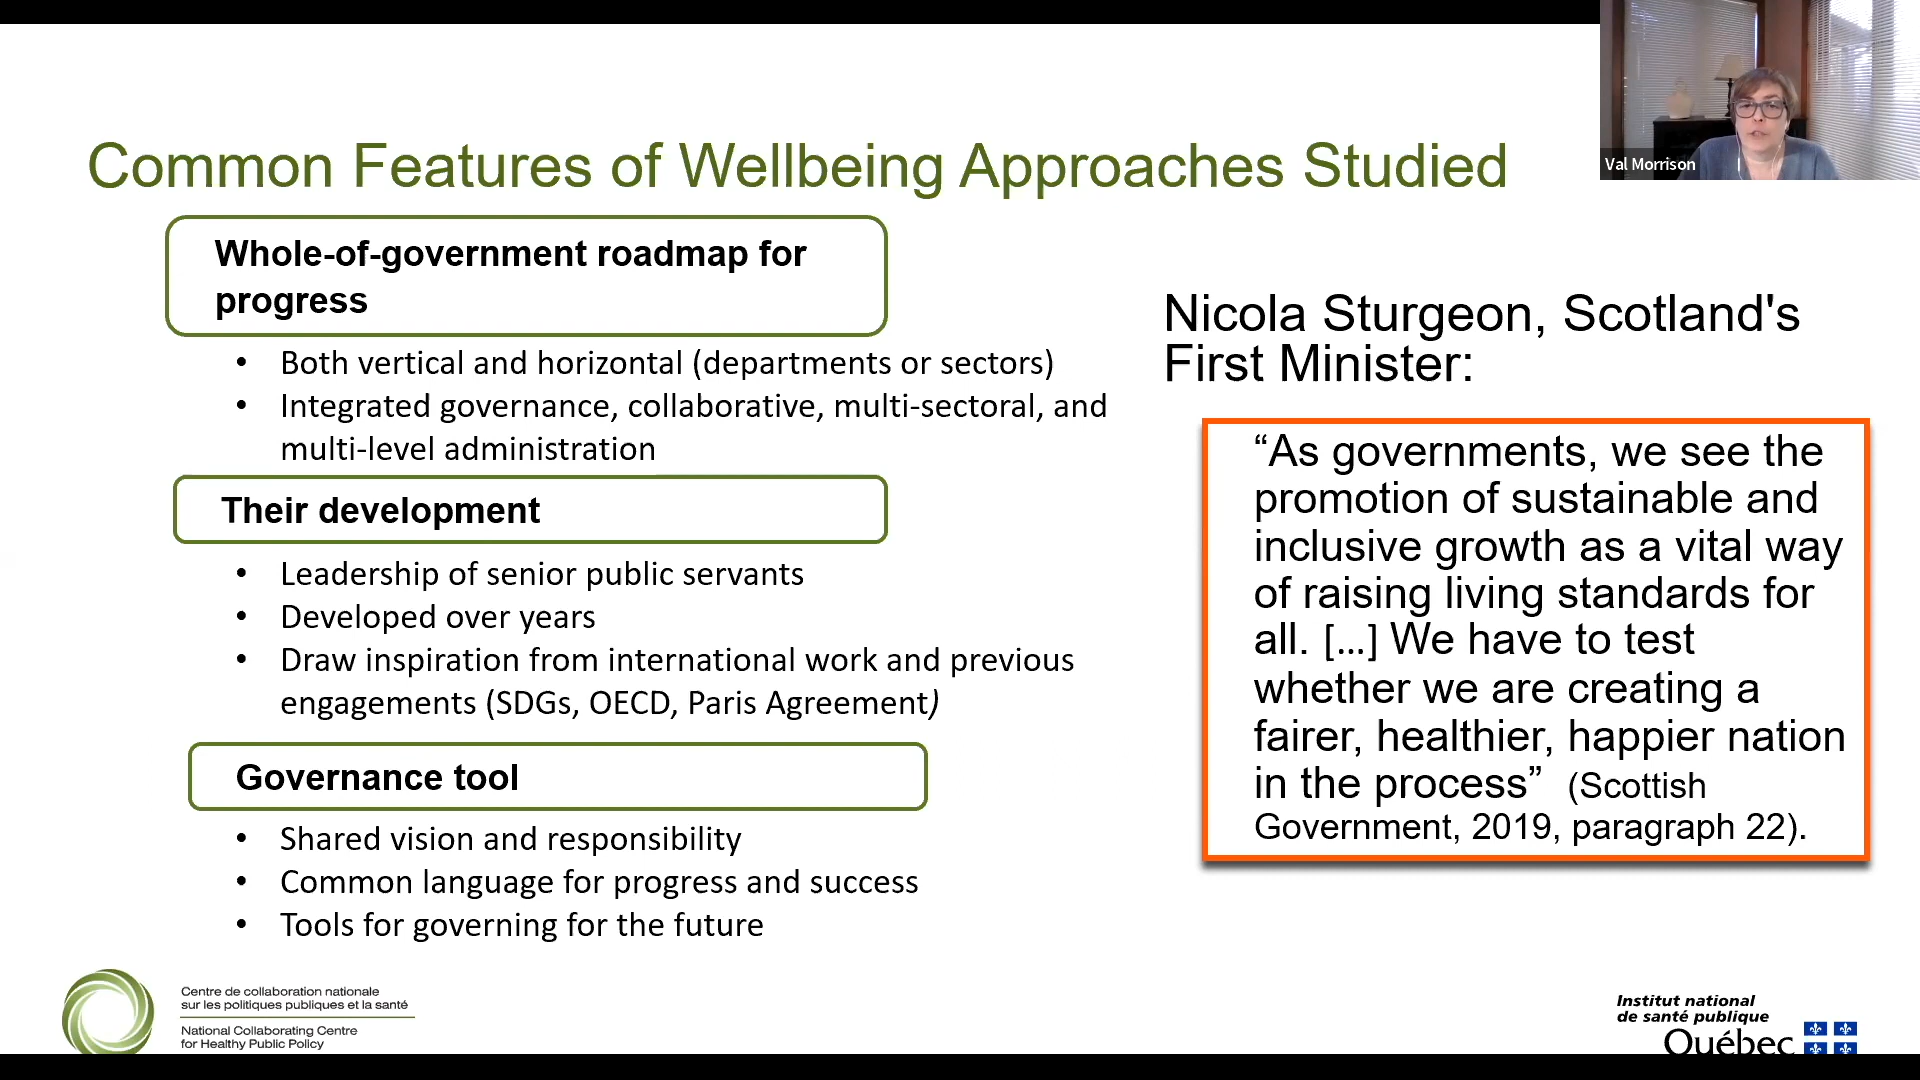 Val Morrison
Common Features of Wellbeing Approaches Studied
Whole-of-government roadmap for
progress
• Both vertical and horizontal (departments or sectors)
• Integrated governance, collaborative, multi-sectoral, and
multi-level administration
Their development
• Leadership of senior public servants
• Developed over years
• Draw inspiration from international work and previous
engagements (SDGs, OECD, Paris Agreement)
Governance tool
• Shared vision and responsibility
• Common language for progress and success
• Tools for governing for the future
Nicola Sturgeon, Scotland's
First Minister:
“As governments, we see the
promotion of sustainable and
inclusive growth as a vital way
of raising living standards for
all. […] We have to test
whether we are creating a
fairer, healthier, happier nation
in the process” (Scottish
Government, 2019, paragraph 22).
Centre de collaboration nationale
sur les politiques publiques et la santé
National Collaborating Centre
for Healthy Public Policy
Institut national
de santé publique
Québec